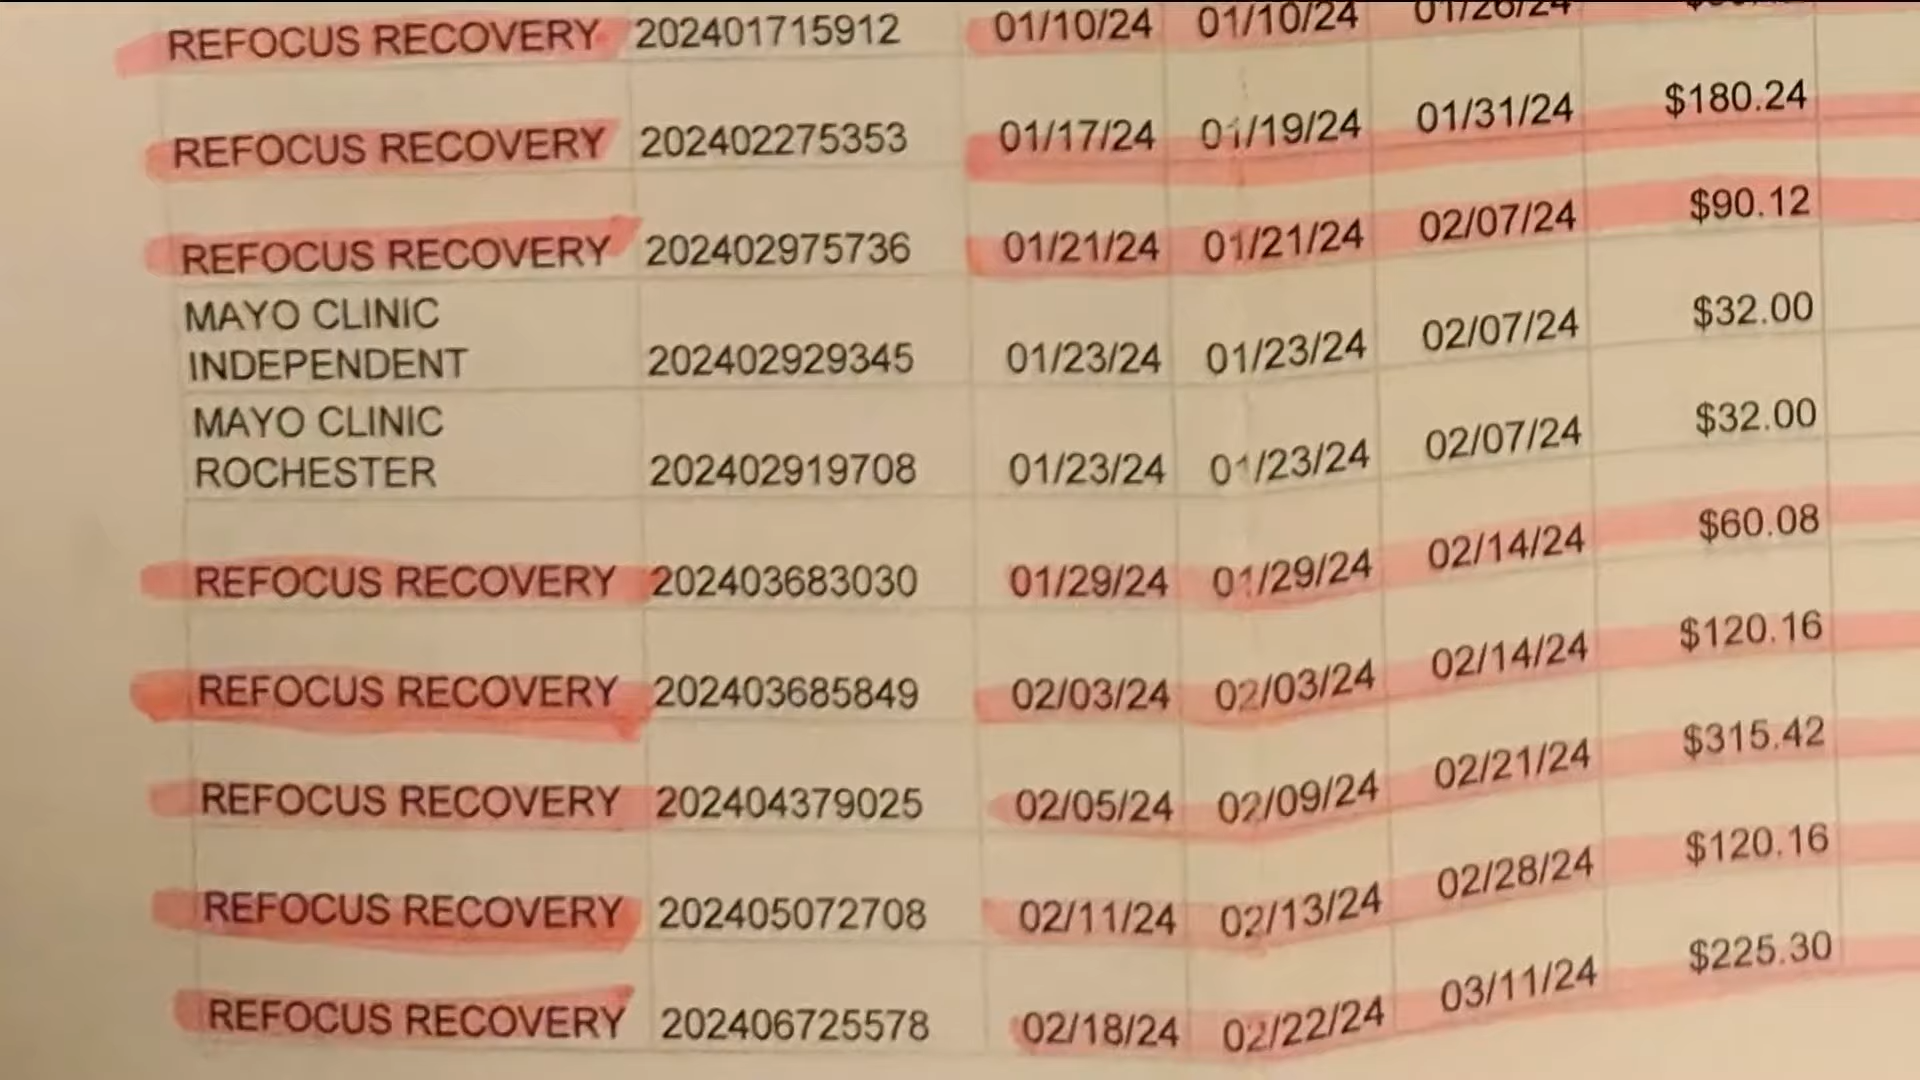 REFOCUS RECOVERY 202401715912 01/10/24 01/10/24 01/26/24
REFOCUS RECOVERY 202402275353 01/17/24 01/19/24 01/31/24 $180.24
REFOCUS RECOVERY 202402975736 01/21/24 01/21/24 02/07/24 $90.12
MAYO CLINIC
INDEPENDENT 202402929345 01/23/24 01/23/24 02/07/24 $32.00
MAYO CLINIC
ROCHESTER 202402919708 01/23/24 01/23/24 02/07/24 $32.00
REFOCUS RECOVERY 202403683030 01/29/24 01/29/24 02/14/24 $60.08
REFOCUS RECOVERY 202403685849 02/03/24 02/03/24 02/14/24 $120.16
REFOCUS RECOVERY 202404379025 02/05/24 02/09/24 02/21/24 $315.42
REFOCUS RECOVERY 202405072708 02/11/24 02/13/24 02/28/24 $120.16
REFOCUS RECOVERY 202406725578 02/18/24 02/22/24 03/11/24 $225.30